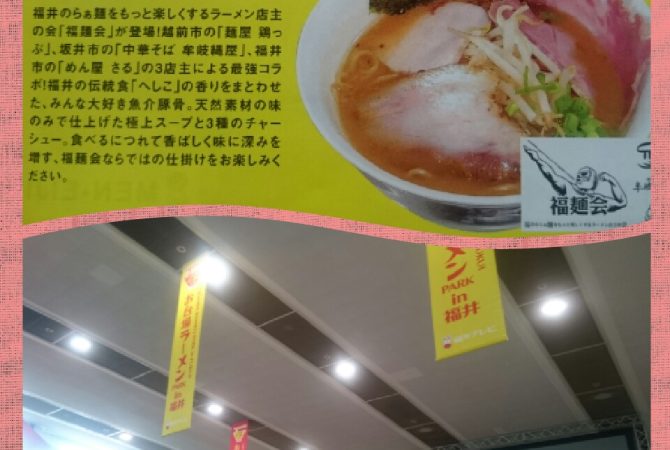 福井のらぁ麺をもっと楽しくするラーメン店主
の会「福麺会」が登場!越前市の「麺屋 鶏っ
ぷ」、坂井市の「中華そば 牟岐縄屋」、福井
市の「めん屋 さる」の3店主による最強コラ
ボ!福井の伝統食「へしこ」の香りをまとわせ
た、みんな大好き魚介豚骨。天然素材の味
のみで仕上げた極上スープと3種のチャー
シュー。食べるにつれて香ばしく味に深みを
増す、福麺会ならではの仕掛けをお楽しみく
ださい。
福麺会
お台場ラーメン
PARK
in
福井
メン
PARK
in
福井
福井テレビ